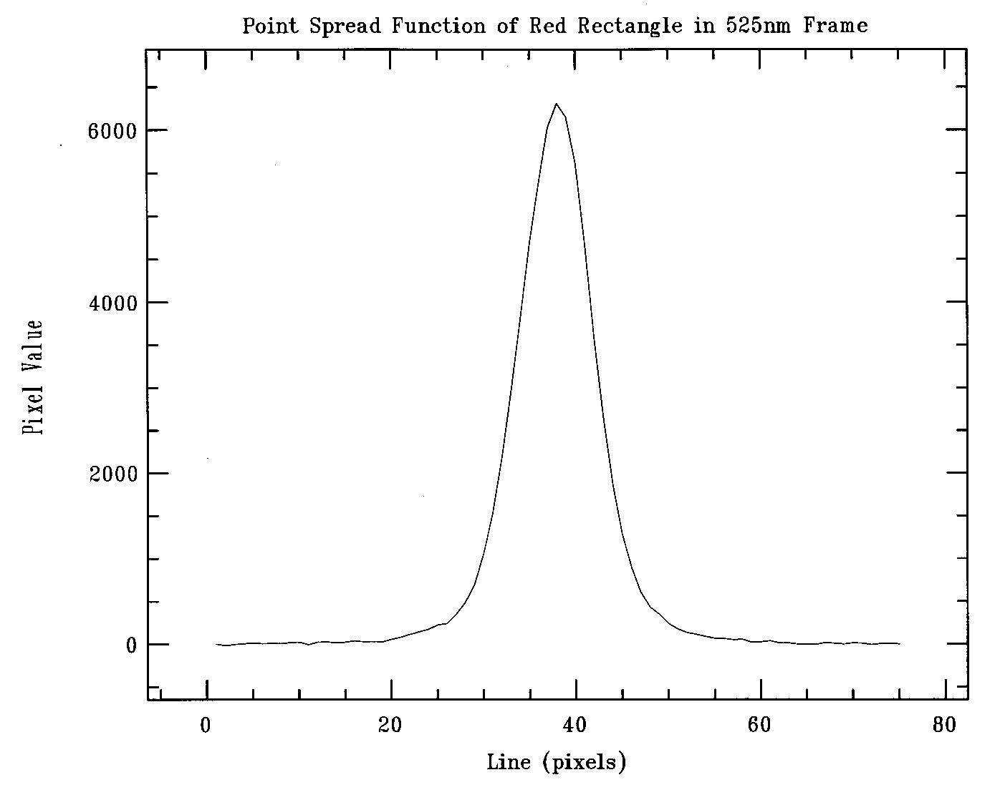 Point Spread Function of Red Rectangle in 525nm Frame
6000
4000
2000
0
Pixel Value
0 20 40 60 80
Line (pixels)